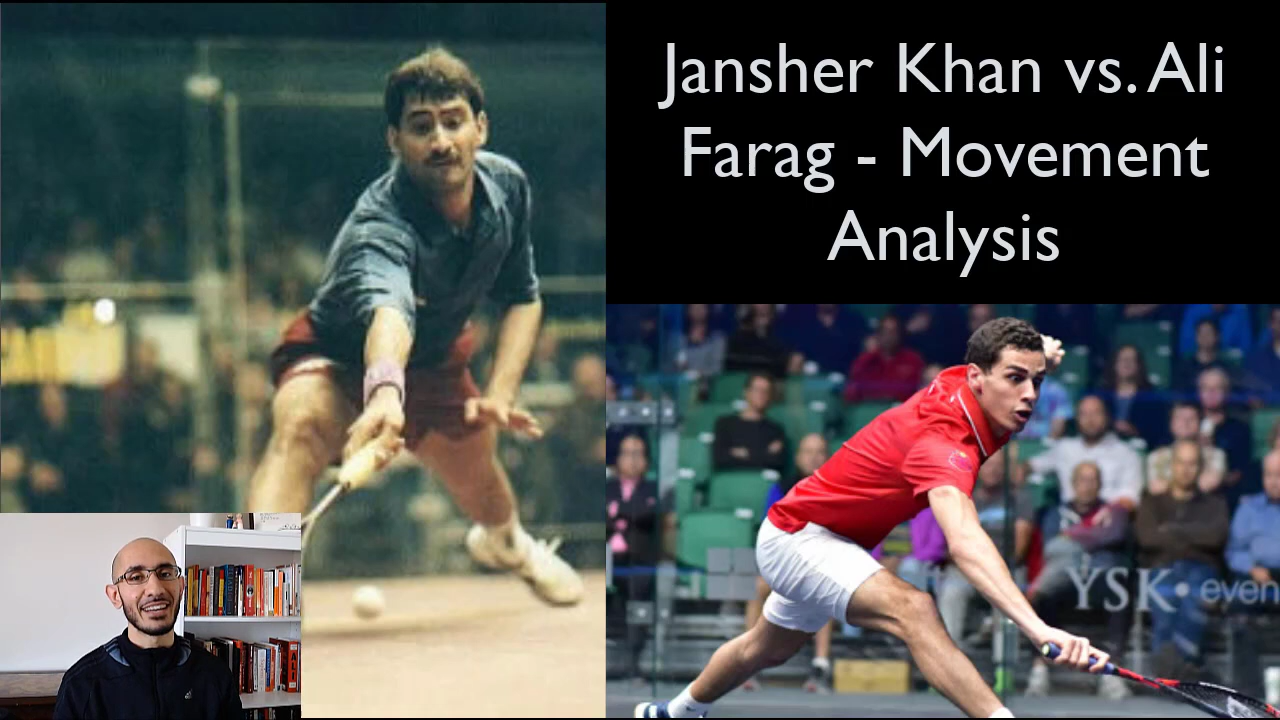 Jansher Khan vs. Ali
Farag - Movement
Analysis
YSK • even